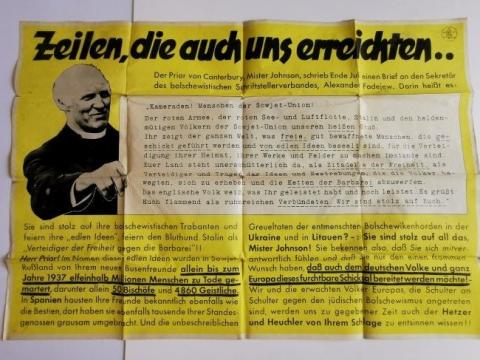 Zeilen, die auch uns erreichten..
Der Prior von Canterbury, Mister Johnson, schrieb Ende Juli einen Brief an den Sekretär
des bolschewistischen Schriftstellerverbandes, Alexander Fadejew. Darin heißt es:
„Kameraden! Menschen der Sowjet-Union!
Der roten Armee, der roten See- und Luftflotte, Stalin und den helden-
mütigen Völkern der Sowjet-Union unseren heißen Gruß.
Ihr zeigt der ganzen Welt, was freie, gut bewaffnete Menschen, die ge-
schickt geführt werden und von edlen Ideen beseelt sind, für die Vertei-
digung ihrer Heimat, ihrer Werke und Felder zu machen imstande sind.
Euer Land steht unerschütterlich da, als Zitadelle der Freiheit, als
Verteidiger und Träger der Ideen und Bestrebungen, die die Völker be-
wegten, sich zu erheben und die Ketten der Barbarei abzuwerfen.
Das englische Volk weiß, was Ihr geleistet habt und noch leistet. Es grüßt
Euch flammend als ruhmreichen Verbündeten. Wir sind stolz auf Euch."
Sie sind stolz auf ihre bolschewistischen Trabanten und
feiern ihre „edlen Ideen", feiern den Bluthund Stalin als
„Verteidiger der Freiheit gegen die Barbarei"!!
Herr Prior! Im Namen dieser edlen Ideen wurden in Sowjet-
Rußland von Ihrem neuen Busenfreunde allein bis zum
Jahre 1937 elfeinhalb Millionen Menschen zu Tode ge-
martert, darunter allein 50 Bischöfe und 4860 Geistliche.
In Spanien hausten Ihre Freunde bekanntlich ebenfalls wie
die Bestien, dort haben sie ebenfalls tausende Ihrer Standes-
genossen grausam umgebracht. Und die unbeschreiblichen
Greueltaten der entmenschten Bolschewikenhorden in der
Ukraine und in Litauen? – : Sie sind stolz auf all das,
Mister Johnson! Sie bekennen also, daß Sie sich mitver-
antwortlich fühlen und daß Sie den
Wunsch haben, daß auch dem deutschen Volke und ganz
Europa dieses furchtbare Schicksal bereitet werden möchte! –
Wir und die erwachten Völker Europas, die Schulter an
Schulter gegen den jüdischen Bolschewismus angetreten
sind, werden uns zu gegebener Zeit auch der Hetzer
und Heuchler von Ihrem Schlage zu entsinnen wissen!!